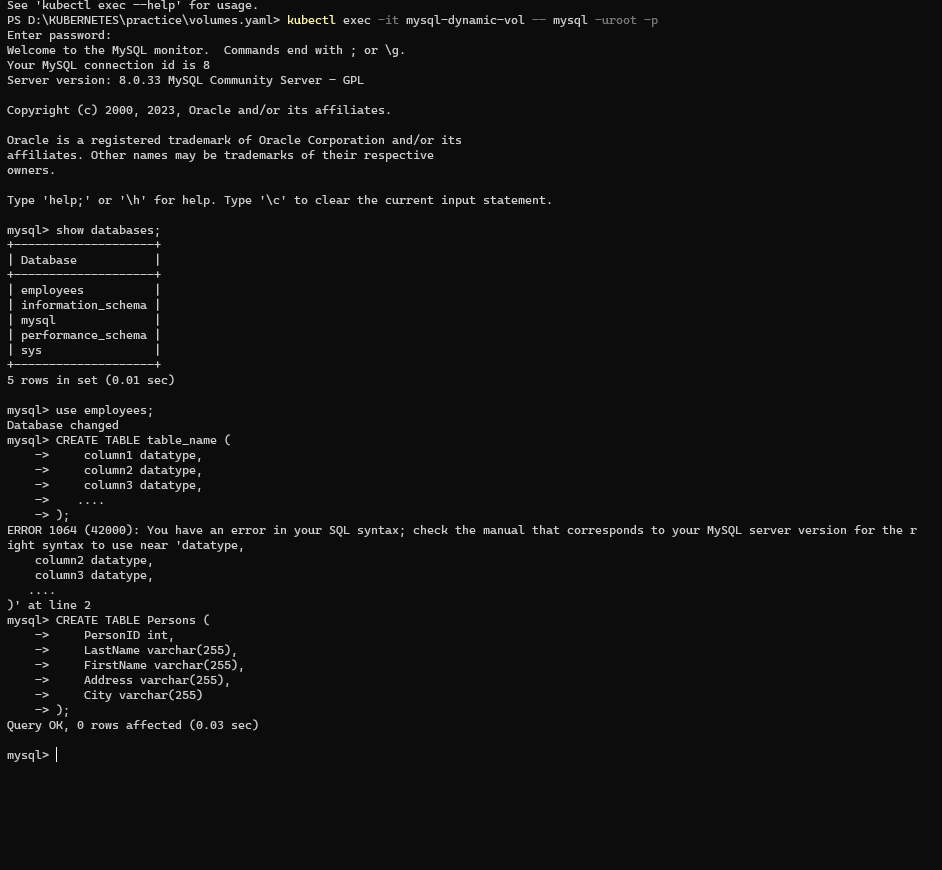 See 'kubectl exec --help' for usage.
PS D:\KUBERNETES\practice\volumes.yaml> kubectl exec -it mysql-dynamic-vol -- mysql -uroot -p
Enter password:
Welcome to the MySQL monitor.  Commands end with ; or \g.
Your MySQL connection id is 8
Server version: 8.0.33 MySQL Community Server - GPL

Copyright (c) 2000, 2023, Oracle and/or its affiliates.

Oracle is a registered trademark of Oracle Corporation and/or its
affiliates. Other names may be trademarks of their respective
owners.

Type 'help;' or '\h' for help. Type '\c' to clear the current input statement.

mysql> show databases;
+--------------------+
| Database           |
+--------------------+
| employees          |
| information_schema |
| mysql              |
| performance_schema |
| sys                |
+--------------------+
5 rows in set (0.01 sec)

mysql> use employees;
Database changed
mysql> CREATE TABLE table_name (
    ->     column1 datatype,
    ->     column2 datatype,
    ->     column3 datatype,
    ->    ....
    -> );
ERROR 1064 (42000): You have an error in your SQL syntax; check the manual that corresponds to your MySQL server version for the r
ight syntax to use near 'datatype,
    column2 datatype,
    column3 datatype,
   ....
)' at line 2
mysql> CREATE TABLE Persons (
    ->     PersonID int,
    ->     LastName varchar(255),
    ->     FirstName varchar(255),
    ->     Address varchar(255),
    ->     City varchar(255)
    -> );
Query OK, 0 rows affected (0.03 sec)

mysql>